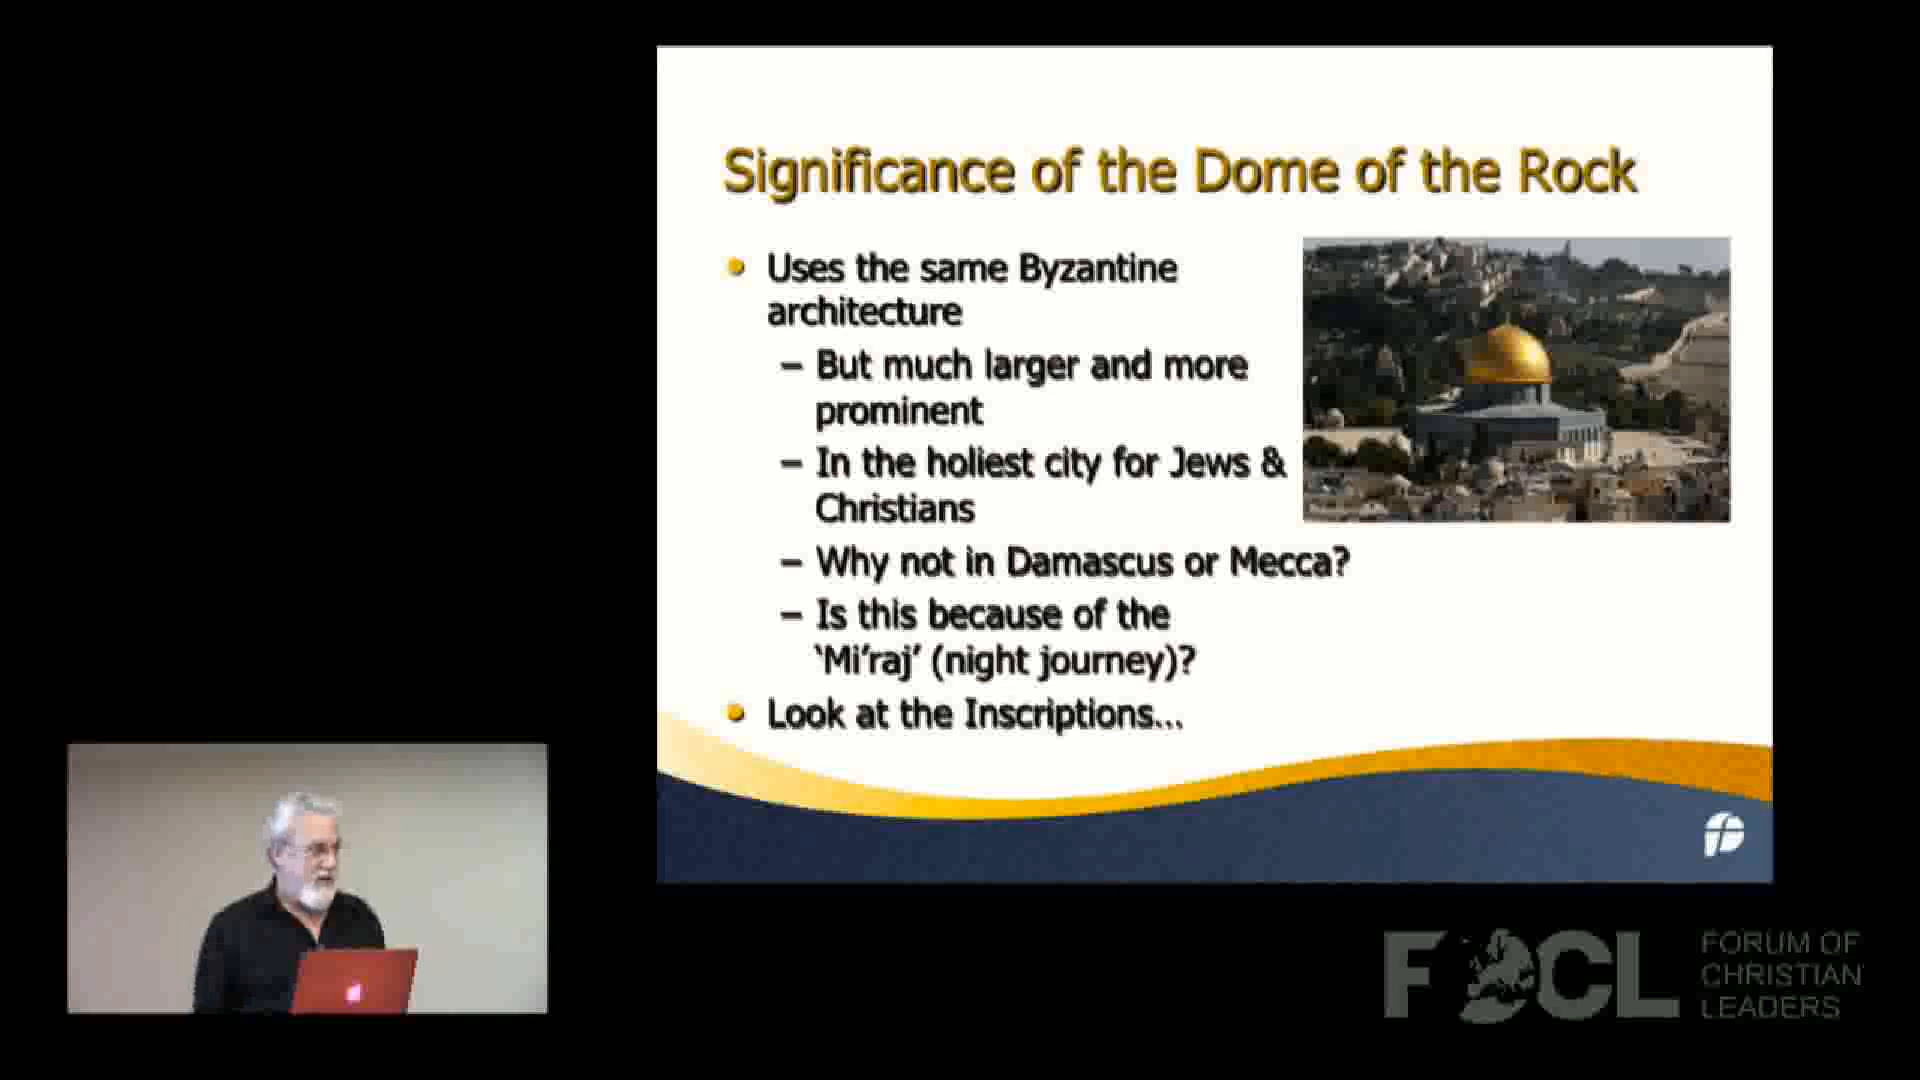 Significance of the Dome of the Rock
Uses the same Byzantine
architecture
– But much larger and more
prominent
– In the holiest city for Jews &
Christians
– Why not in Damascus or Mecca?
– Is this because of the
‘Mi’raj’ (night journey)?
Look at the Inscriptions...
FOCL
FORUM OF
CHRISTIAN
LEADERS